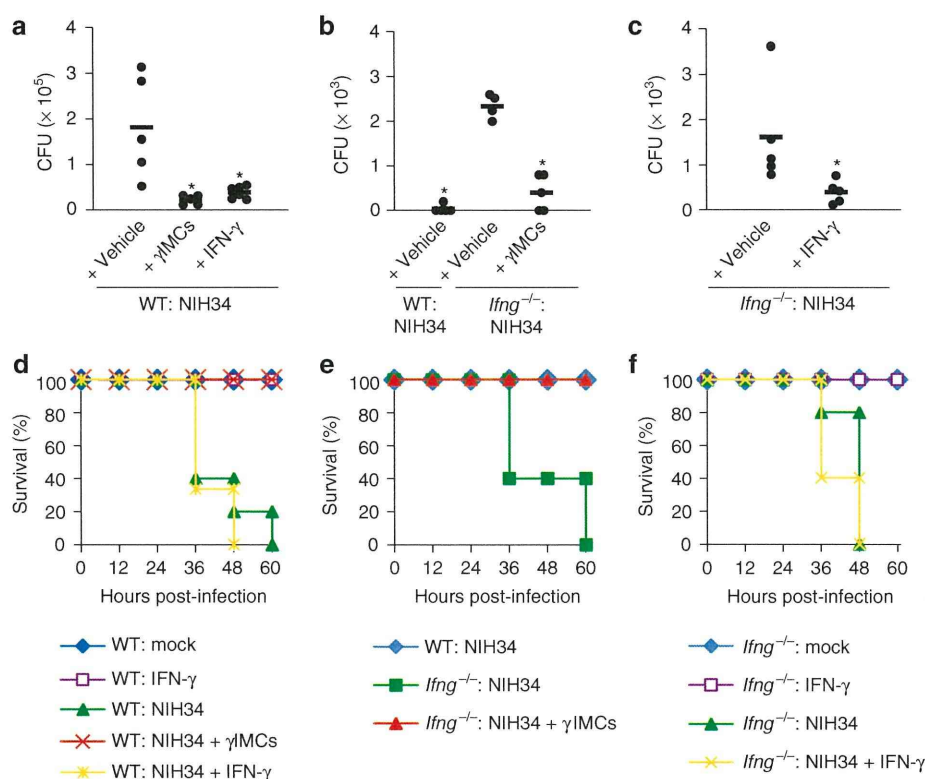 a
CFU (× 10⁵)
4
3
2
1
0
*
*
+ Vehicle
+ γIMCs
+ IFN-γ
WT: NIH34
b
CFU (× 10³)
4
3
2
1
0
*
*
+ Vehicle
+ Vehicle
+ γIMCs
WT:
NIH34
Ifng⁻/⁻:
NIH34
c
CFU (× 10³)
4
3
2
1
0
*
+ Vehicle
+ IFN-γ
Ifng⁻/⁻: NIH34
d
Survival (%)
100
80
60
40
20
0
0 12 24 36 48 60
Hours post-infection
WT: mock
WT: IFN-γ
WT: NIH34
WT: NIH34 + γIMCs
WT: NIH34 + IFN-γ
e
Survival (%)
100
80
60
40
20
0
0 12 24 36 48 60
Hours post-infection
WT: NIH34
Ifng⁻/⁻: NIH34
Ifng⁻/⁻: NIH34 + γIMCs
f
Survival (%)
100
80
60
40
20
0
0 12 24 36 48 60
Hours post-infection
Ifng⁻/⁻: mock
Ifng⁻/⁻: IFN-γ
Ifng⁻/⁻: NIH34
Ifng⁻/⁻: NIH34 + IFN-γ